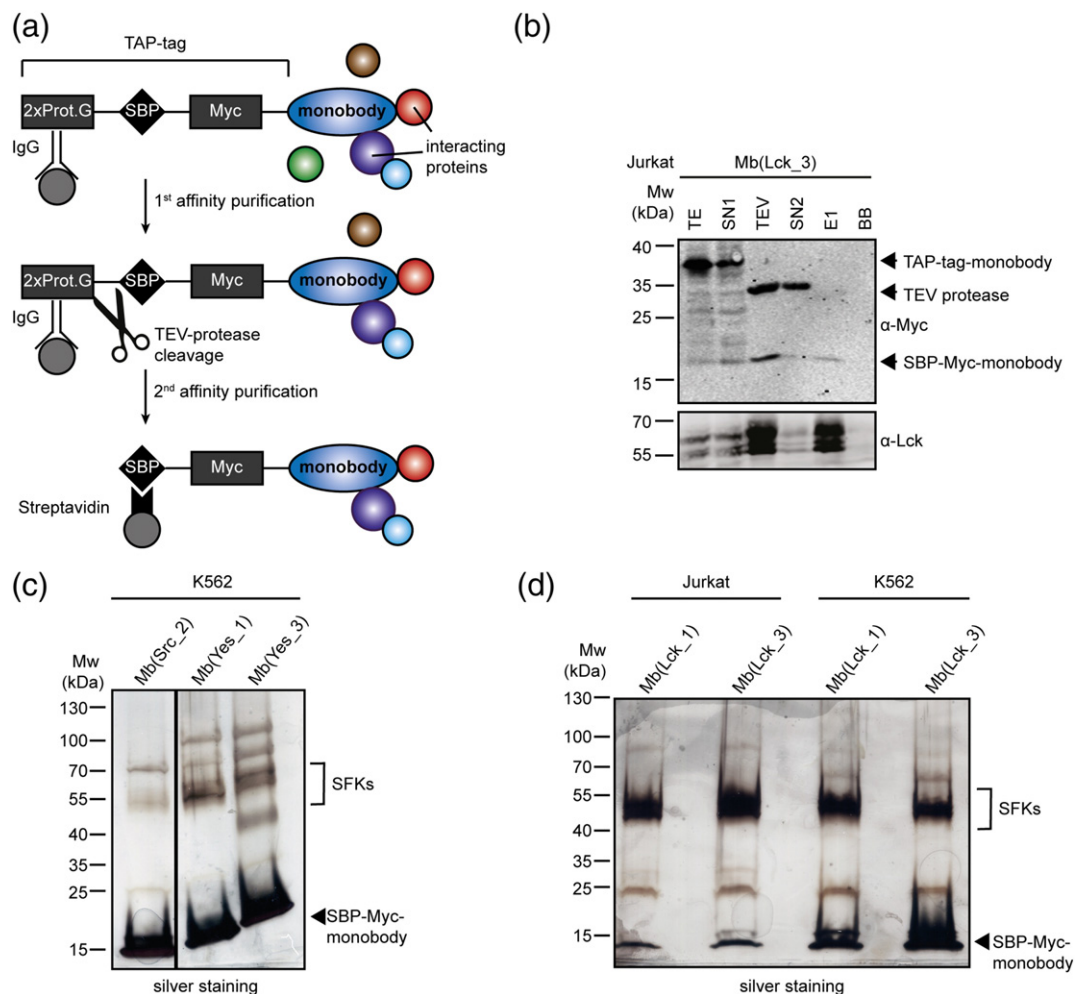 (a)
TAP-tag
2xProt.G
SBP
Myc
monobody
IgG
interacting
proteins
1st affinity purification
2xProt.G
SBP
Myc
monobody
IgG
TEV-protease
cleavage
2nd affinity purification
SBP
Myc
monobody
Streptavidin
(b)
Jurkat
Mb(Lck_3)
Mw
(kDa)
TE
SN1
TEV
SN2
E1
BB
40
35
25
15
TAP-tag-monobody
TEV protease
α-Myc
SBP-Myc-monobody
70
55
α-Lck
(c)
K562
Mw
(kDa)
Mb(Src_2)
Mb(Yes_1)
Mb(Yes_3)
130
100
70
55
40
35
25
15
SFKs
SBP-Myc-
monobody
silver staining
(d)
Jurkat
K562
Mw
(kDa)
Mb(Lck_1)
Mb(Lck_3)
Mb(Lck_1)
Mb(Lck_3)
130
100
70
55
40
35
25
15
SFKs
SBP-Myc-
monobody
silver staining